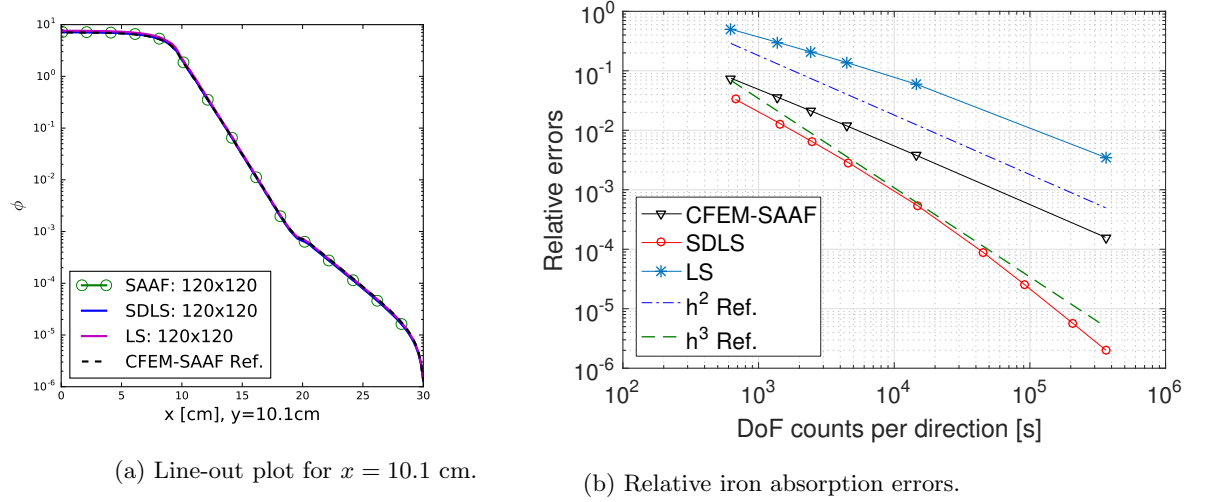 10^1
10^0
10^-1
10^-2
10^-3
10^-4
10^-5
10^-6
ϕ
SAAF: 120x120
SDLS: 120x120
LS: 120x120
CFEM-SAAF Ref.
0 5 10 15 20 25 30
x [cm], y=10.1cm
(a) Line-out plot for x = 10.1 cm.
10^0
10^-1
10^-2
10^-3
10^-4
10^-5
10^-6
Relative errors
CFEM-SAAF
SDLS
LS
h^2 Ref.
h^3 Ref.
10^2 10^3 10^4 10^5 10^6
DoF counts per direction [s]
(b) Relative iron absorption errors.